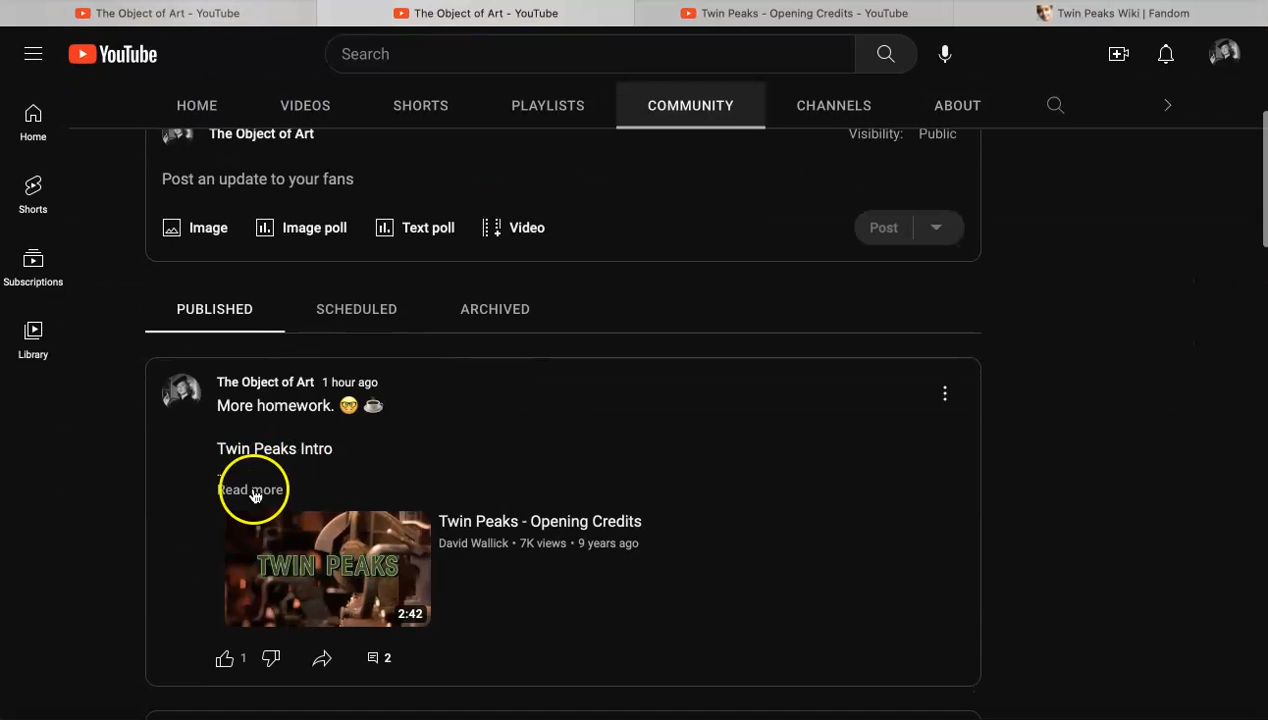 The Object of Art - YouTube
The Object of Art - YouTube
Twin Peaks - Opening Credits - YouTube
Twin Peaks Wiki | Fandom
YouTube
Search
HOME
VIDEOS
SHORTS
PLAYLISTS
COMMUNITY
CHANNELS
ABOUT
Home
Shorts
Subscriptions
Library
The Object of Art
Visibility: Public
Post an update to your fans
Image
Image poll
Text poll
Video
Post
PUBLISHED
SCHEDULED
ARCHIVED
The Object of Art 1 hour ago
More homework. 🤓 ☕
Twin Peaks Intro
...
Read more
TWIN PEAKS
2:42
Twin Peaks - Opening Credits
David Wallick • 7K views • 9 years ago
1
2